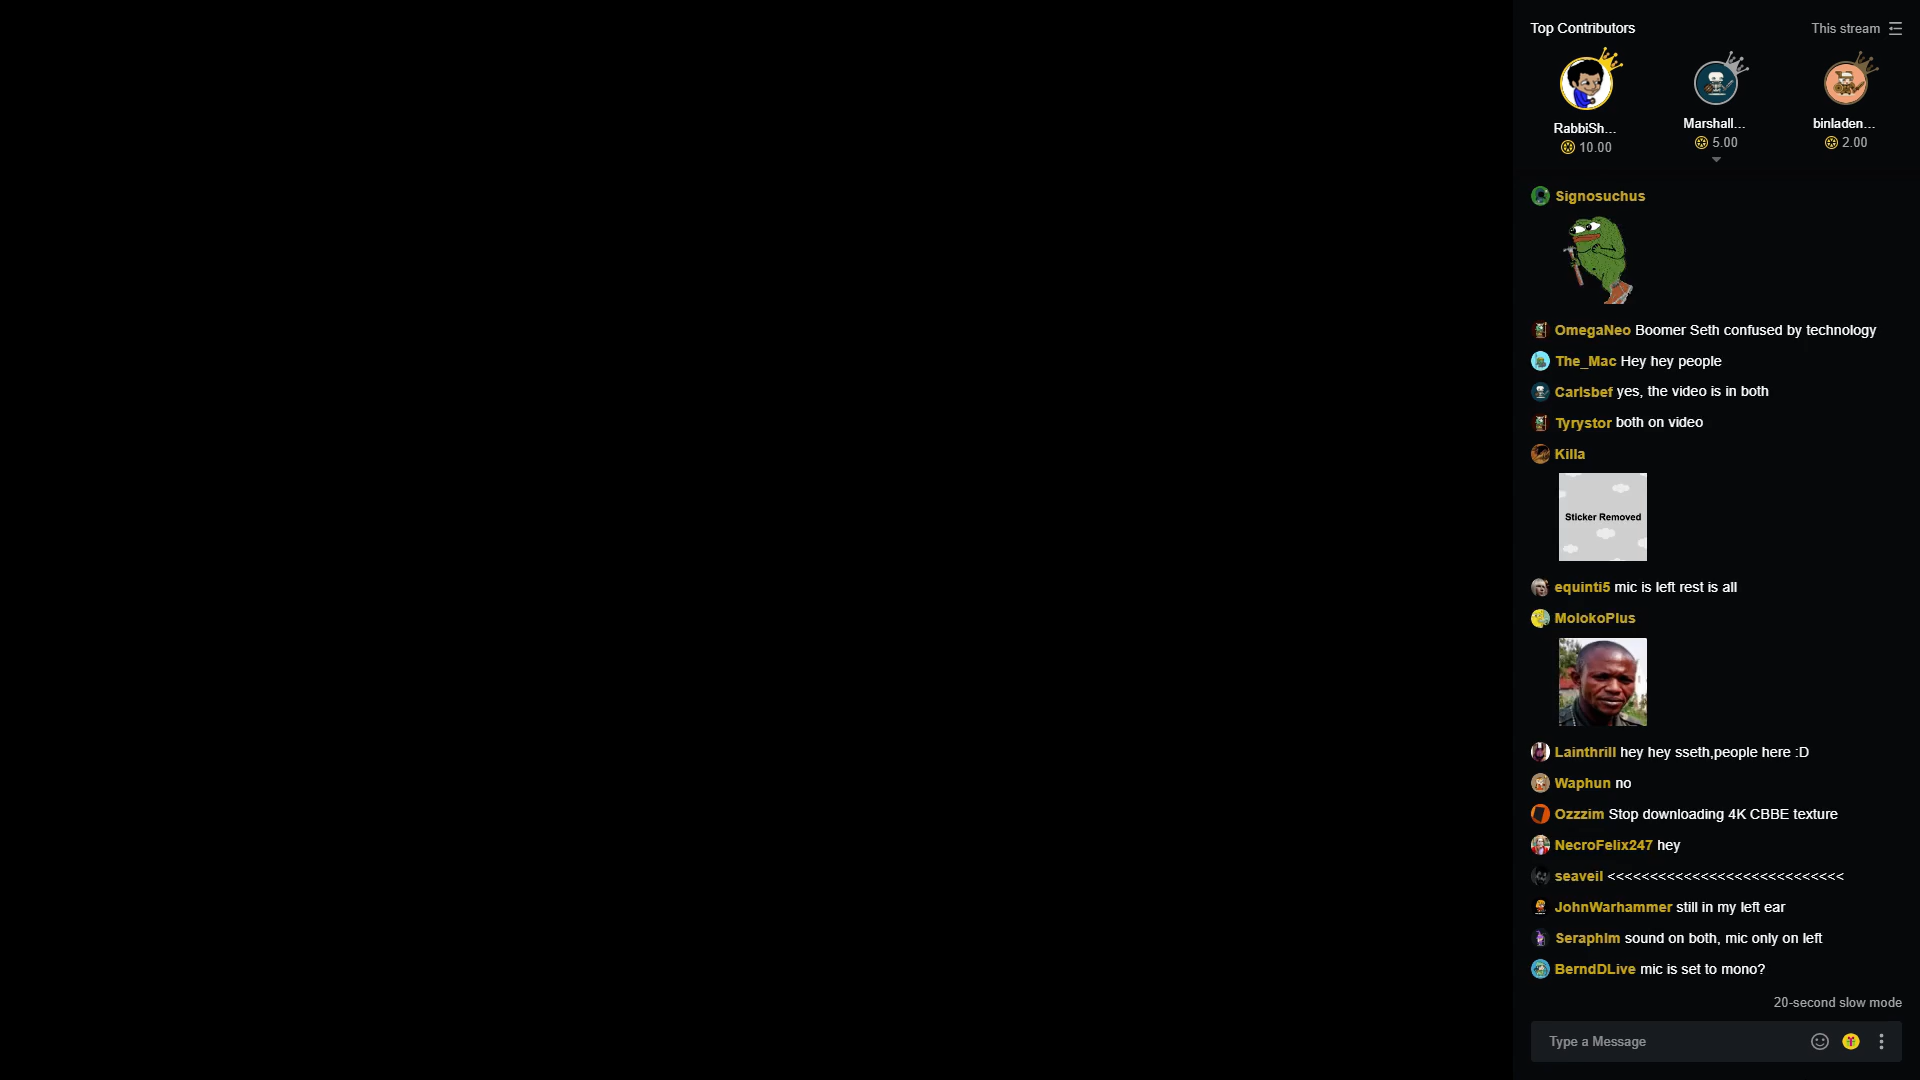 Top Contributors
This stream
RabbiSh...
10.00
Marshall...
5.00
binladen...
2.00
Signosuchus
OmegaNeo Boomer Seth confused by technology
The_Mac Hey hey people
Carlsbef yes, the video is in both
Tyrystor both on video
Killa
Sticker Removed
equinti5 mic is left rest is all
MolokoPlus
Lainthrill hey hey sseth,people here :D
Waphun no
Ozzzim Stop downloading 4K CBBE texture
NecroFelix247 hey
seaveil <<<<<<<<<<<<<<<<<<<<<<<<<<<<
JohnWarhammer still in my left ear
Seraphlm sound on both, mic only on left
BerndDLive mic is set to mono?
20-second slow mode
Type a Message